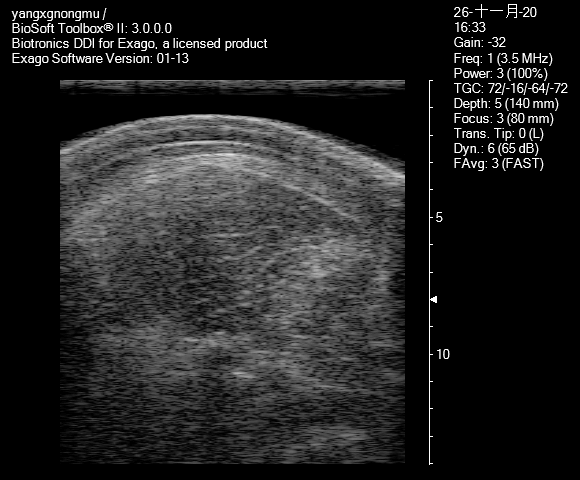 yangxgnongmu /
BioSoft Toolbox® II: 3.0.0.0
Biotronics DDI for Exago, a licensed product
Exago Software Version: 01-13
26-十一月-20
16:33
Gain: -32
Freq: 1 (3.5 MHz)
Power: 3 (100%)
TGC: 72/-16/-64/-72
Depth: 5 (140 mm)
Focus: 3 (80 mm)
Trans. Tip: 0 (L)
Dyn.: 6 (65 dB)
FAvg: 3 (FAST)
5
10